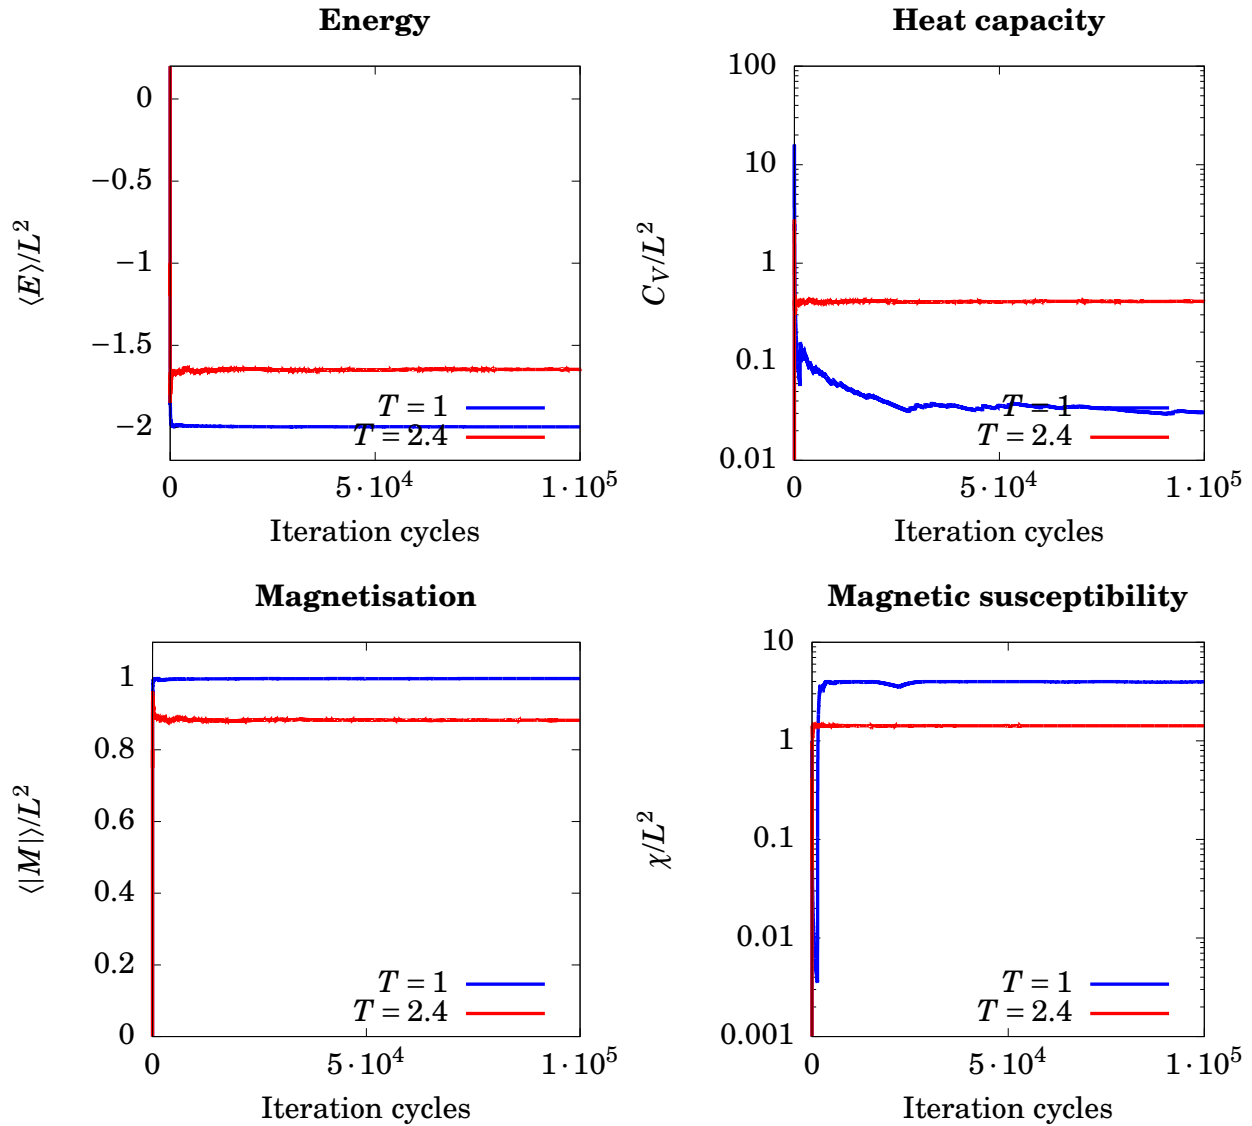 Energy
⟨E⟩/L²
0
−0.5
−1
−1.5
−2
T = 1
T = 2.4
0
5·10⁴
1·10⁵
Iteration cycles
Heat capacity
C_V/L²
100
10
1
0.1
0.01
T = 1
T = 2.4
0
5·10⁴
1·10⁵
Iteration cycles
Magnetisation
⟨|M|⟩/L²
1
0.8
0.6
0.4
0.2
0
T = 1
T = 2.4
0
5·10⁴
1·10⁵
Iteration cycles
Magnetic susceptibility
χ/L²
10
1
0.1
0.01
0.001
T = 1
T = 2.4
0
5·10⁴
1·10⁵
Iteration cycles